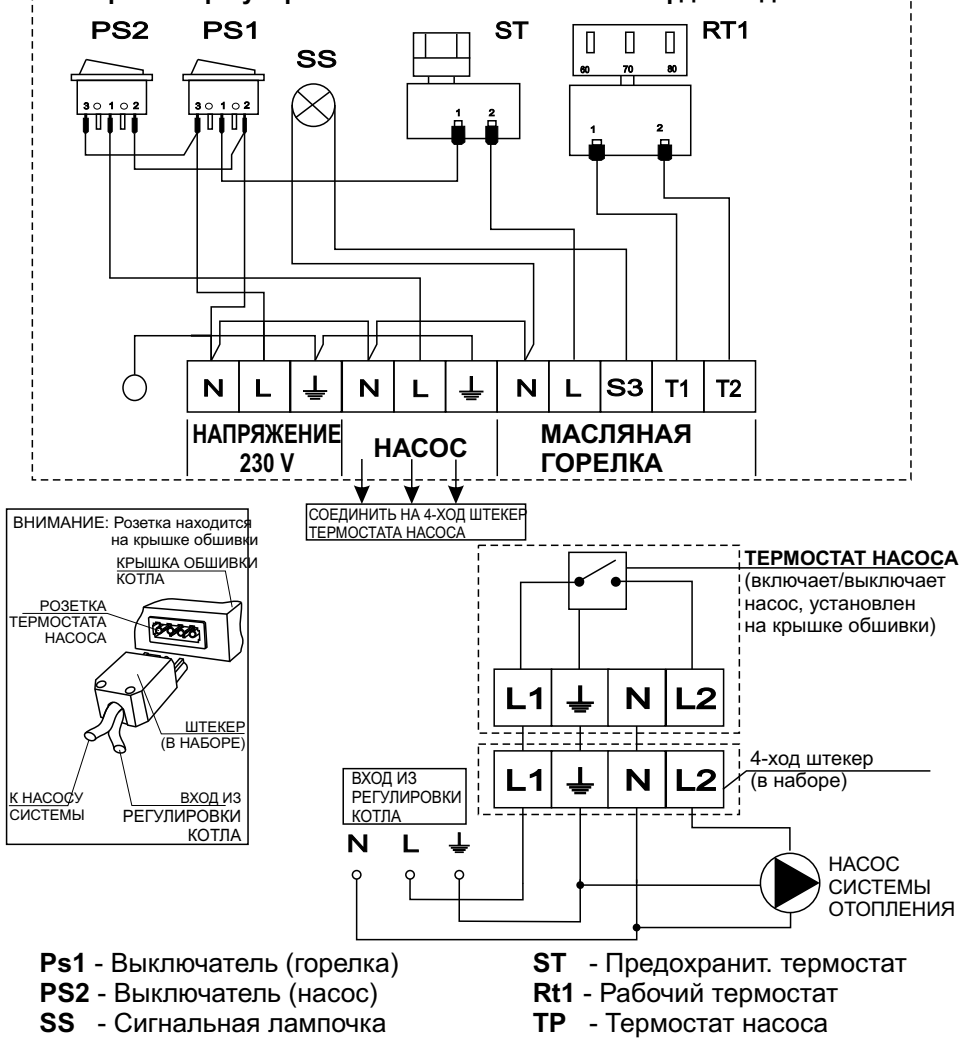 PS2 PS1 SS ST RT1
60 70 80
3 1 2 3 1 2
1 2 1 2
N L N L N L S3 T1 T2
НАПРЯЖЕНИЕ
230 V
НАСОС
МАСЛЯНАЯ
ГОРЕЛКА
СОЕДИНИТЬ НА 4-ХОД ШТЕКЕР
ТЕРМОСТАТА НАСОСА
ВНИМАНИЕ: Розетка находится
на крышке обшивки
КРЫШКА ОБШИВКИ
КОТЛА
РОЗЕТКА
ТЕРМОСТАТА
НАСОСА
ШТЕКЕР
(В НАБОРЕ)
К НАСОСУ
СИСТЕМЫ
ВХОД ИЗ
РЕГУЛИРОВКИ
КОТЛА
ТЕРМОСТАТ НАСОСА
(включает/выключает
насос, установлен
на крышке обшивки)
L1 N L2
L1 N L2
4-ход штекер
(в наборе)
ВХОД ИЗ
РЕГУЛИРОВКИ
КОТЛА
N L
НАСОС
СИСТЕМЫ
ОТОПЛЕНИЯ
Ps1 - Выключатель (горелка)
PS2 - Выключатель (насос)
SS - Сигнальная лампочка
ST - Предохранит. термостат
Rt1 - Рабочий термостат
TP - Термостат насоса